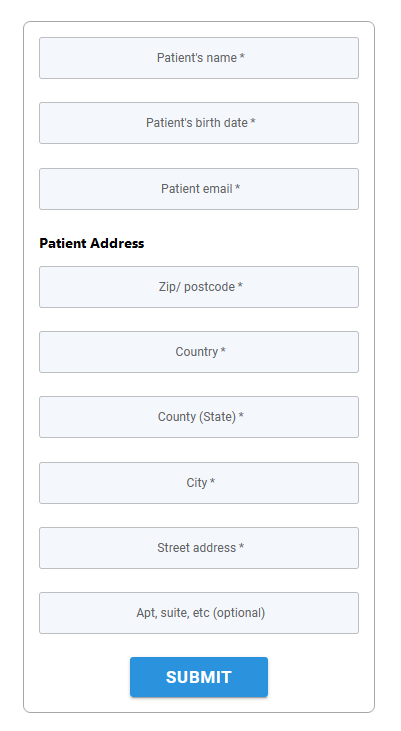 Patient's name *
Patient's birth date *
Patient email *
Patient Address
Zip/ postcode *
Country *
County (State) *
City *
Street address *
Apt, suite, etc (optional)
SUBMIT